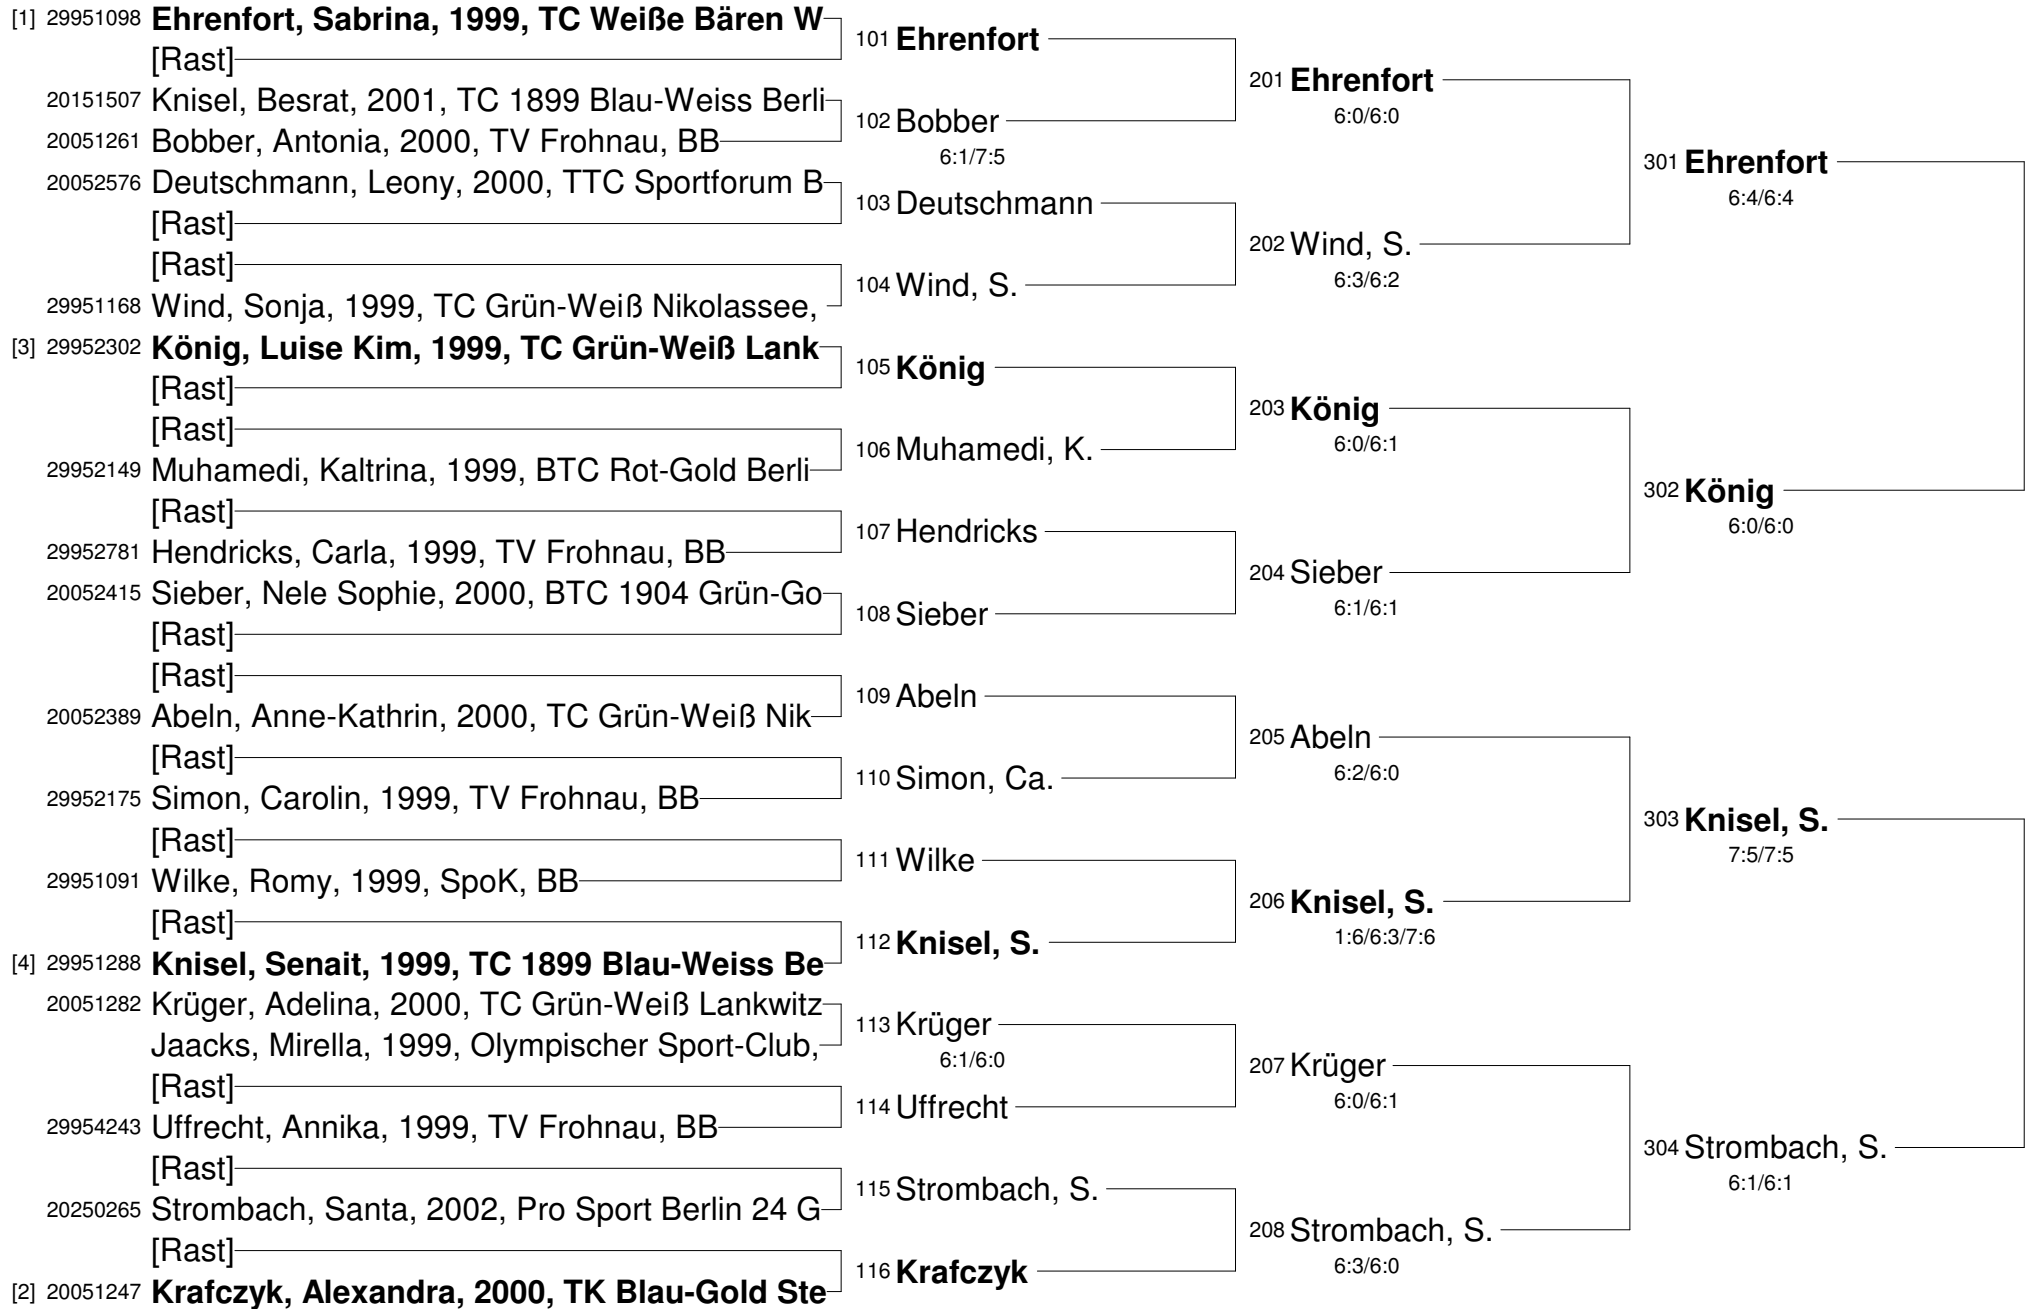 [1] 29951098 Ehrenfort, Sabrina, 1999, TC Weiße Bären W
[Rast]
20151507 Knisel, Besrat, 2001, TC 1899 Blau-Weiss Berli
20051261 Bobber, Antonia, 2000, TV Frohnau, BB
20052576 Deutschmann, Leony, 2000, TTC Sportforum B
[Rast]
[Rast]
29951168 Wind, Sonja, 1999, TC Grün-Weiß Nikolassee,
[3] 29952302 König, Luise Kim, 1999, TC Grün-Weiß Lank
[Rast]
[Rast]
29952149 Muhamedi, Kaltrina, 1999, BTC Rot-Gold Berli
[Rast]
29952781 Hendricks, Carla, 1999, TV Frohnau, BB
20052415 Sieber, Nele Sophie, 2000, BTC 1904 Grün-Go
[Rast]
[Rast]
20052389 Abeln, Anne-Kathrin, 2000, TC Grün-Weiß Nik
[Rast]
29952175 Simon, Carolin, 1999, TV Frohnau, BB
[Rast]
29951091 Wilke, Romy, 1999, SpoK, BB
[Rast]
[4] 29951288 Knisel, Senait, 1999, TC 1899 Blau-Weiss Be
20051282 Krüger, Adelina, 2000, TC Grün-Weiß Lankwitz
Jaacks, Mirella, 1999, Olympischer Sport-Club,
[Rast]
29954243 Uffrecht, Annika, 1999, TV Frohnau, BB
[Rast]
20250265 Strombach, Santa, 2002, Pro Sport Berlin 24 G
[Rast]
[2] 20051247 Krafczyk, Alexandra, 2000, TK Blau-Gold Ste
101 Ehrenfort
102 Bobber
6:1/7:5
103 Deutschmann
104 Wind, S.
105 König
106 Muhamedi, K.
107 Hendricks
108 Sieber
109 Abeln
110 Simon, Ca.
111 Wilke
112 Knisel, S.
113 Krüger
6:1/6:0
114 Uffrecht
115 Strombach, S.
116 Krafczyk
201 Ehrenfort
6:0/6:0
202 Wind, S.
6:3/6:2
203 König
6:0/6:1
204 Sieber
6:1/6:1
205 Abeln
6:2/6:0
206 Knisel, S.
1:6/6:3/7:6
207 Krüger
6:0/6:1
208 Strombach, S.
6:3/6:0
301 Ehrenfort
6:4/6:4
302 König
6:0/6:0
303 Knisel, S.
7:5/7:5
304 Strombach, S.
6:1/6:1